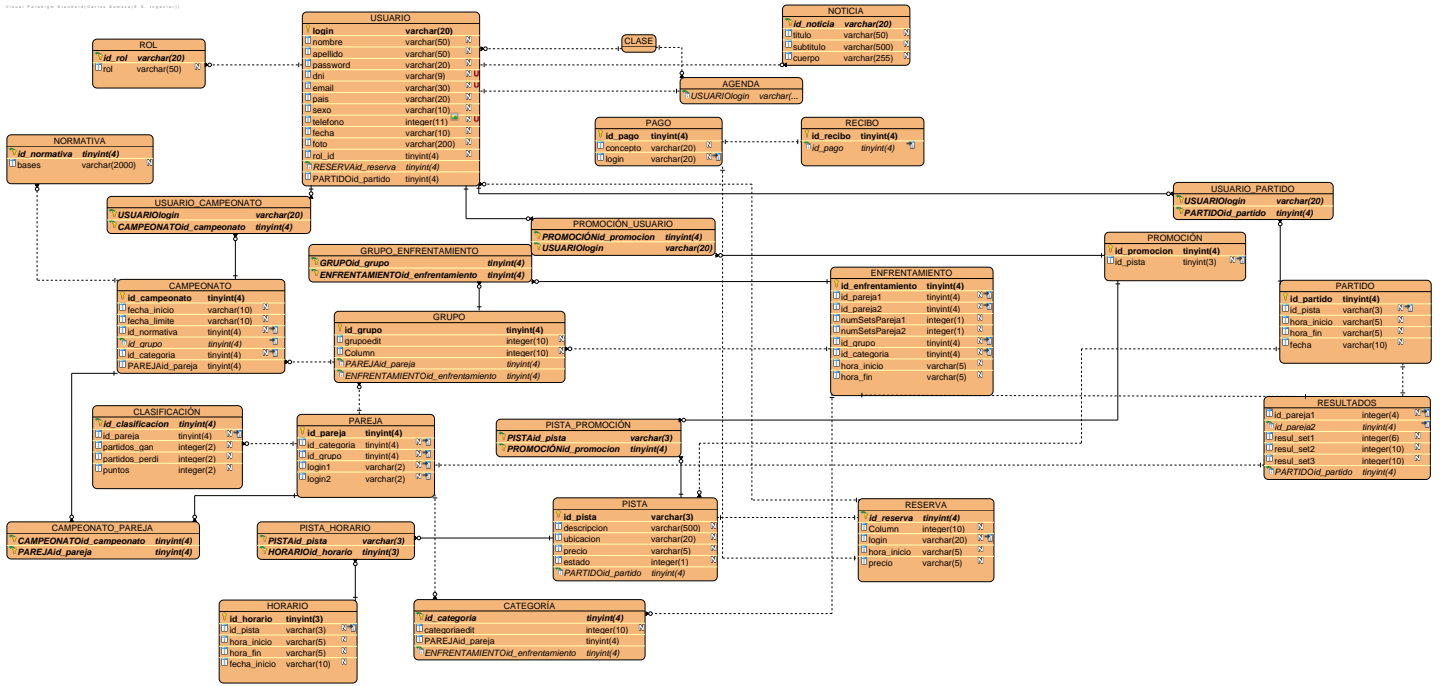 Visual Paradigm Standard(Carlos Somoza(E.S. Ingenier))
USUARIO
login varchar(20)
nombre varchar(50)
apellido varchar(50)
password varchar(20)
dni varchar(9)
email varchar(30)
pais varchar(20)
sexo varchar(10)
telefono integer(11)
fecha varchar(10)
foto varchar(200)
rol_id tinyint(4)
RESERVAid_reserva tinyint(4)
PARTIDOid_partido tinyint(4)
NOTICIA
id_noticia varchar(20)
titulo varchar(50)
subtitulo varchar(500)
cuerpo varchar(255)
ROL
id_rol varchar(20)
rol varchar(50)
CLASE
AGENDA
USUARIOlogin varchar(...
PAGO
id_pago tinyint(4)
concepto varchar(20)
login varchar(20)
RECIBO
id_recibo tinyint(4)
id_pago tinyint(4)
NORMATIVA
id_normativa tinyint(4)
bases varchar(2000)
USUARIO_CAMPEONATO
USUARIOlogin varchar(20)
CAMPEONATOid_campeonato tinyint(4)
USUARIO_PARTIDO
USUARIOlogin varchar(20)
PARTIDOid_partido tinyint(4)
PROMOCIÓN_USUARIO
PROMOCIÓNid_promocion tinyint(4)
USUARIOlogin varchar(20)
PROMOCIÓN
id_promocion tinyint(4)
id_pista tinyint(3)
GRUPO_ENFRENTAMIENTO
GRUPOid_grupo tinyint(4)
ENFRENTAMIENTOid_enfrentamiento tinyint(4)
ENFRENTAMIENTO
id_enfrentamiento tinyint(4)
id_pareja1 tinyint(4)
id_pareja2 tinyint(4)
numSetsPareja1 integer(1)
numSetsPareja2 integer(1)
id_grupo tinyint(4)
id_categoria tinyint(4)
hora_inicio varchar(5)
hora_fin varchar(5)
CAMPEONATO
id_campeonato tinyint(4)
fecha_inicio varchar(10)
fecha_limite varchar(10)
id_normativa tinyint(4)
id_grupo tinyint(4)
id_categoria tinyint(4)
PAREJAid_pareja tinyint(4)
PARTIDO
id_partido tinyint(4)
id_pista varchar(3)
hora_inicio varchar(5)
hora_fin varchar(5)
fecha varchar(10)
GRUPO
id_grupo tinyint(4)
grupoedit integer(10)
Column integer(10)
PAREJAid_pareja tinyint(4)
ENFRENTAMIENTOid_enfrentamiento tinyint(4)
CLASIFICACIÓN
id_clasificacion tinyint(4)
id_pareja tinyint(4)
partidos_gan integer(2)
partidos_perdi integer(2)
puntos integer(2)
PAREJA
id_pareja tinyint(4)
id_categoria tinyint(4)
id_grupo tinyint(4)
login1 varchar(2)
login2 varchar(2)
PISTA_PROMOCIÓN
PISTAid_pista varchar(3)
PROMOCIÓNid_promocion tinyint(4)
RESULTADOS
id_pareja1 integer(4)
id_pareja2 tinyint(4)
resul_set1 integer(6)
resul_set2 integer(10)
resul_set3 integer(10)
PARTIDOid_partido tinyint(4)
CAMPEONATO_PAREJA
CAMPEONATOid_campeonato tinyint(4)
PAREJAid_pareja tinyint(4)
PISTA_HORARIO
PISTAid_pista varchar(3)
HORARIOid_horario tinyint(3)
PISTA
id_pista varchar(3)
descripcion varchar(500)
ubicacion varchar(20)
precio varchar(5)
estado integer(1)
PARTIDOid_partido tinyint(4)
RESERVA
id_reserva tinyint(4)
Column integer(10)
login varchar(20)
hora_inicio varchar(5)
precio varchar(5)
HORARIO
id_horario tinyint(3)
id_pista varchar(3)
hora_inicio varchar(5)
hora_fin varchar(5)
fecha_inicio varchar(10)
CATEGORÍA
id_categoria tinyint(4)
categoriaedit integer(10)
PAREJAid_pareja tinyint(4)
ENFRENTAMIENTOid_enfrentamiento tinyint(4)